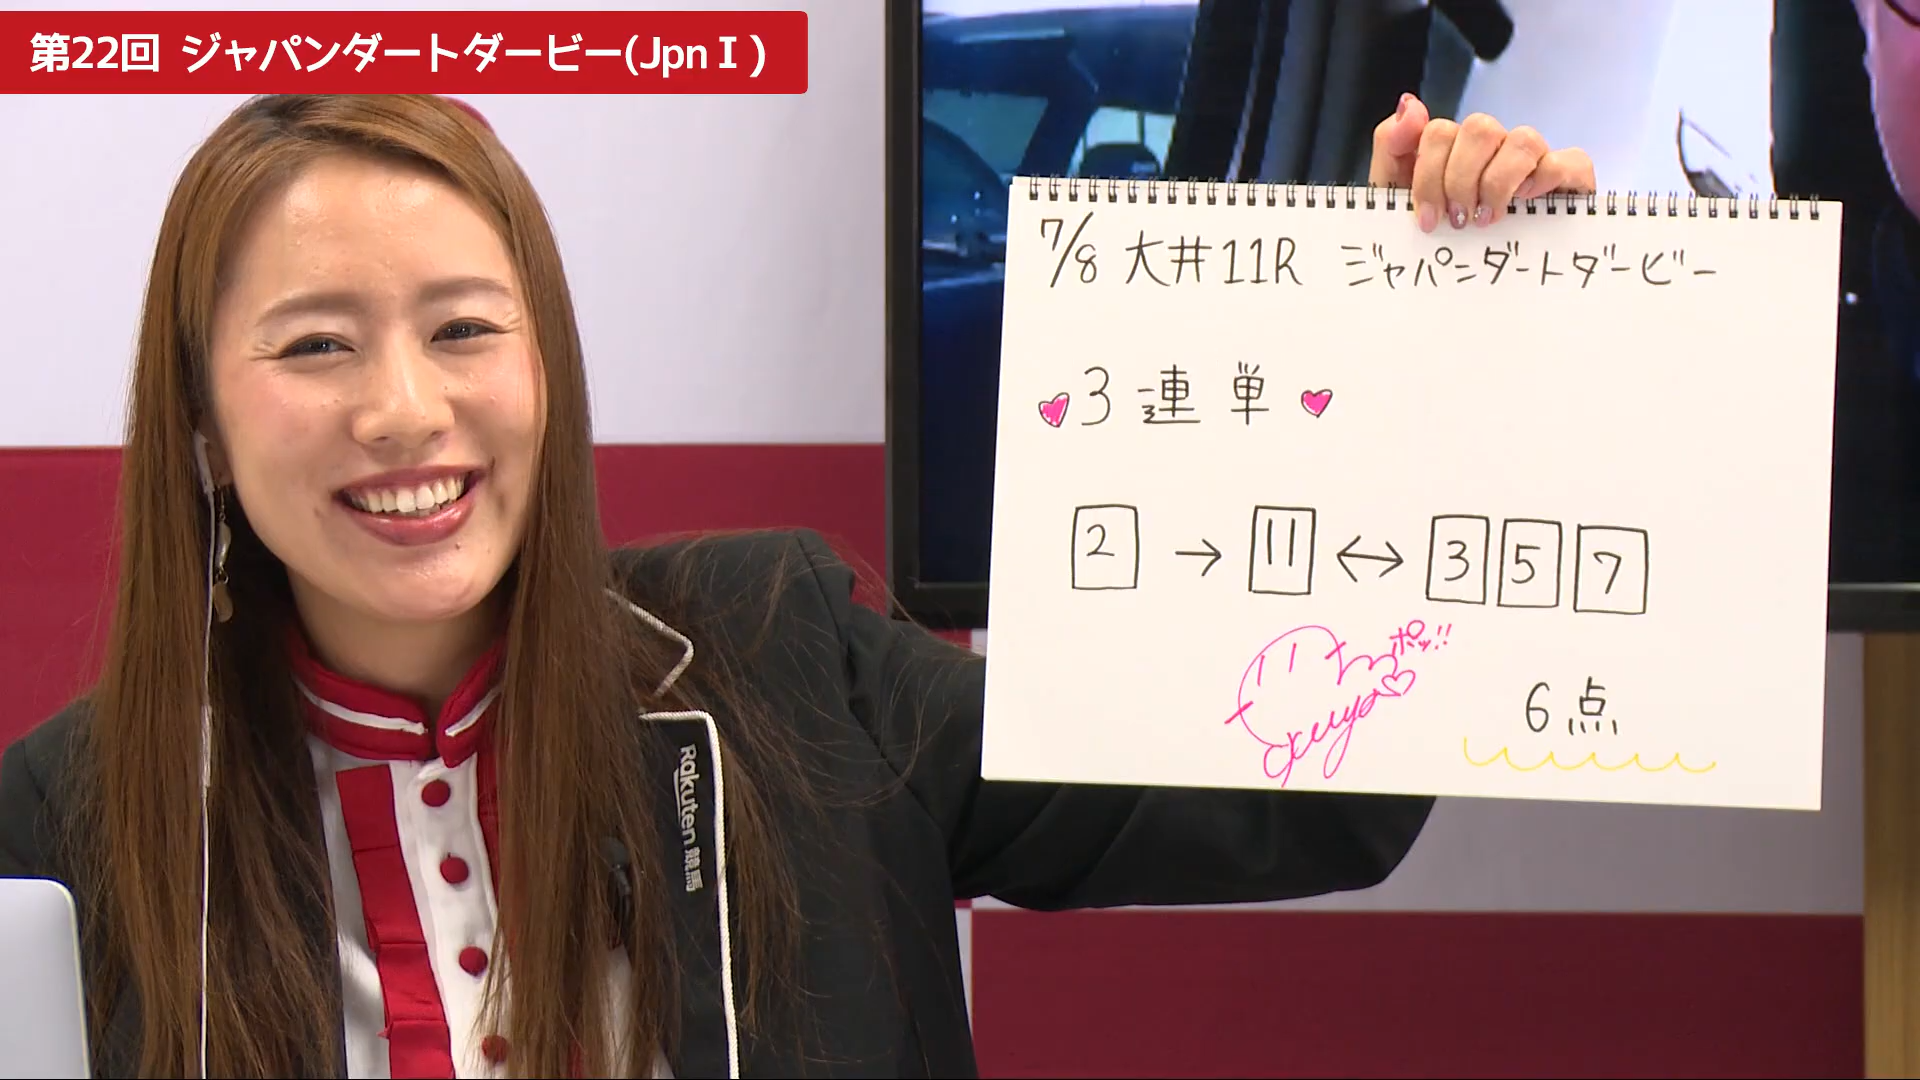 第22回 ジャパンダートダービー(JpnⅠ)
7/8 大井11R ジャパンダートダービー
3連単
2 → 11 ↔ 3 5 7
ポッ!!
6点
Rakuten 競馬